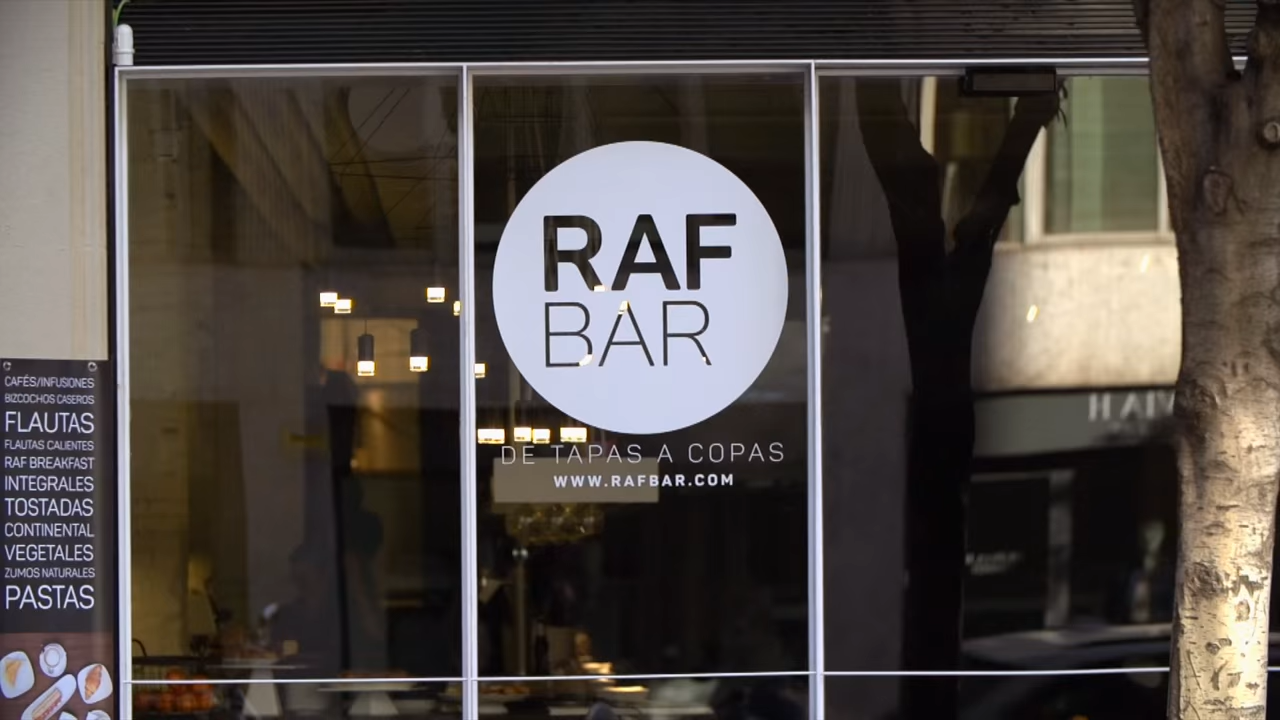 RAF
BAR
DE TAPAS A COPAS
WWW.RAFBAR.COM
CAFÉS/INFUSIONES
BIZCOCHOS CASEROS
FLAUTAS
FLAUTAS CALIENTES
RAF BREAKFAST
INTEGRALES
TOSTADAS
CONTINENTAL
VEGETALES
ZUMOS NATURALES
PASTAS